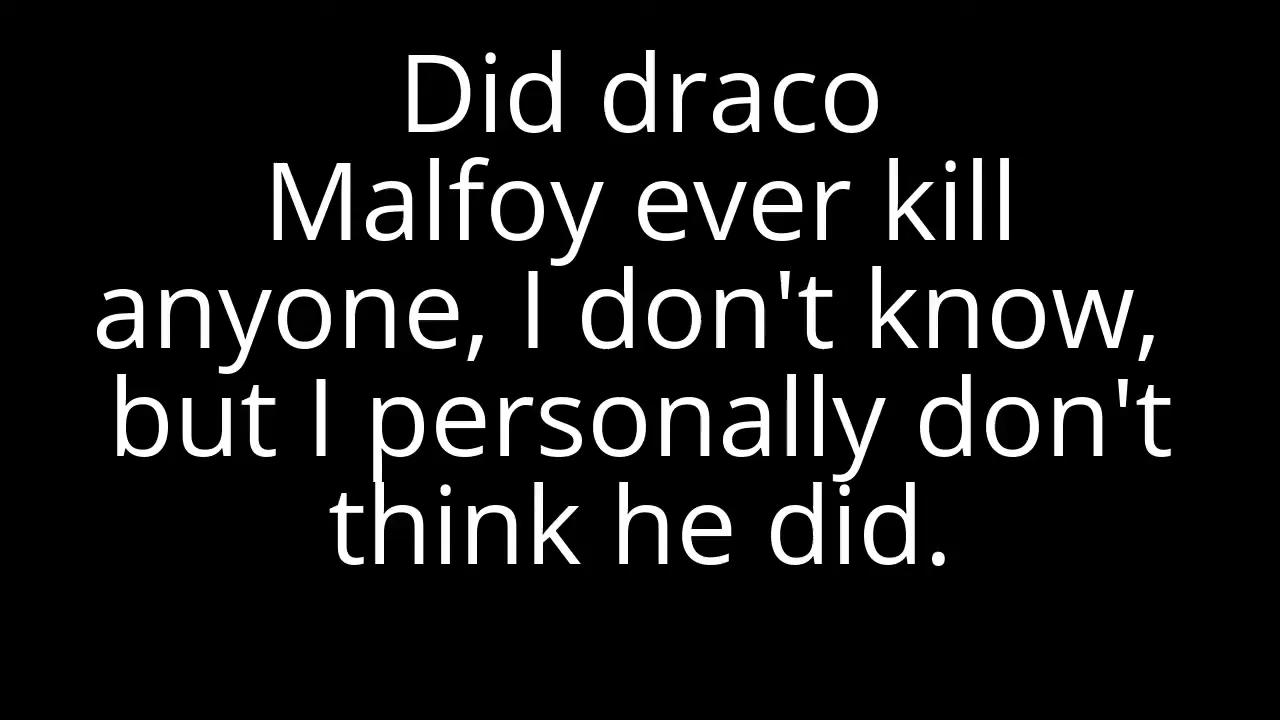 Did draco
Malfoy ever kill
anyone, I don't know,
but I personally don't
think he did.